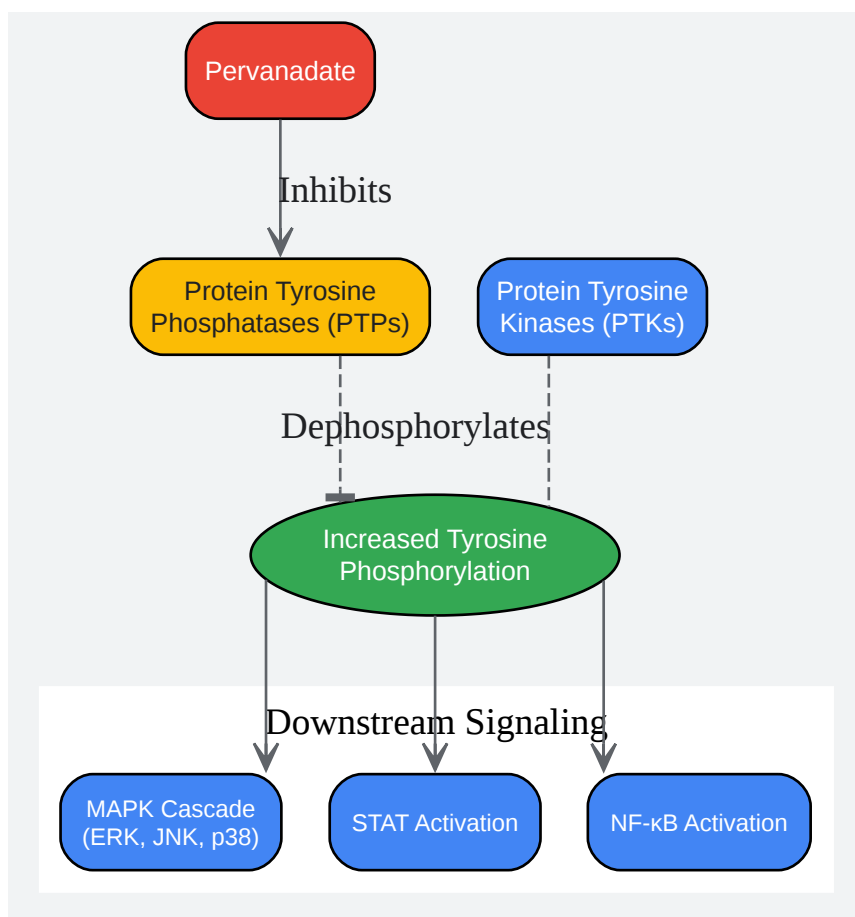 Pervanadate
Inhibits
Protein Tyrosine
Phosphatases (PTPs)
Protein Tyrosine
Kinases (PTKs)
Dephosphorylates
Increased Tyrosine
Phosphorylation
Downstream Signaling
MAPK Cascade
(ERK, JNK, p38)
STAT Activation
NF-κB Activation